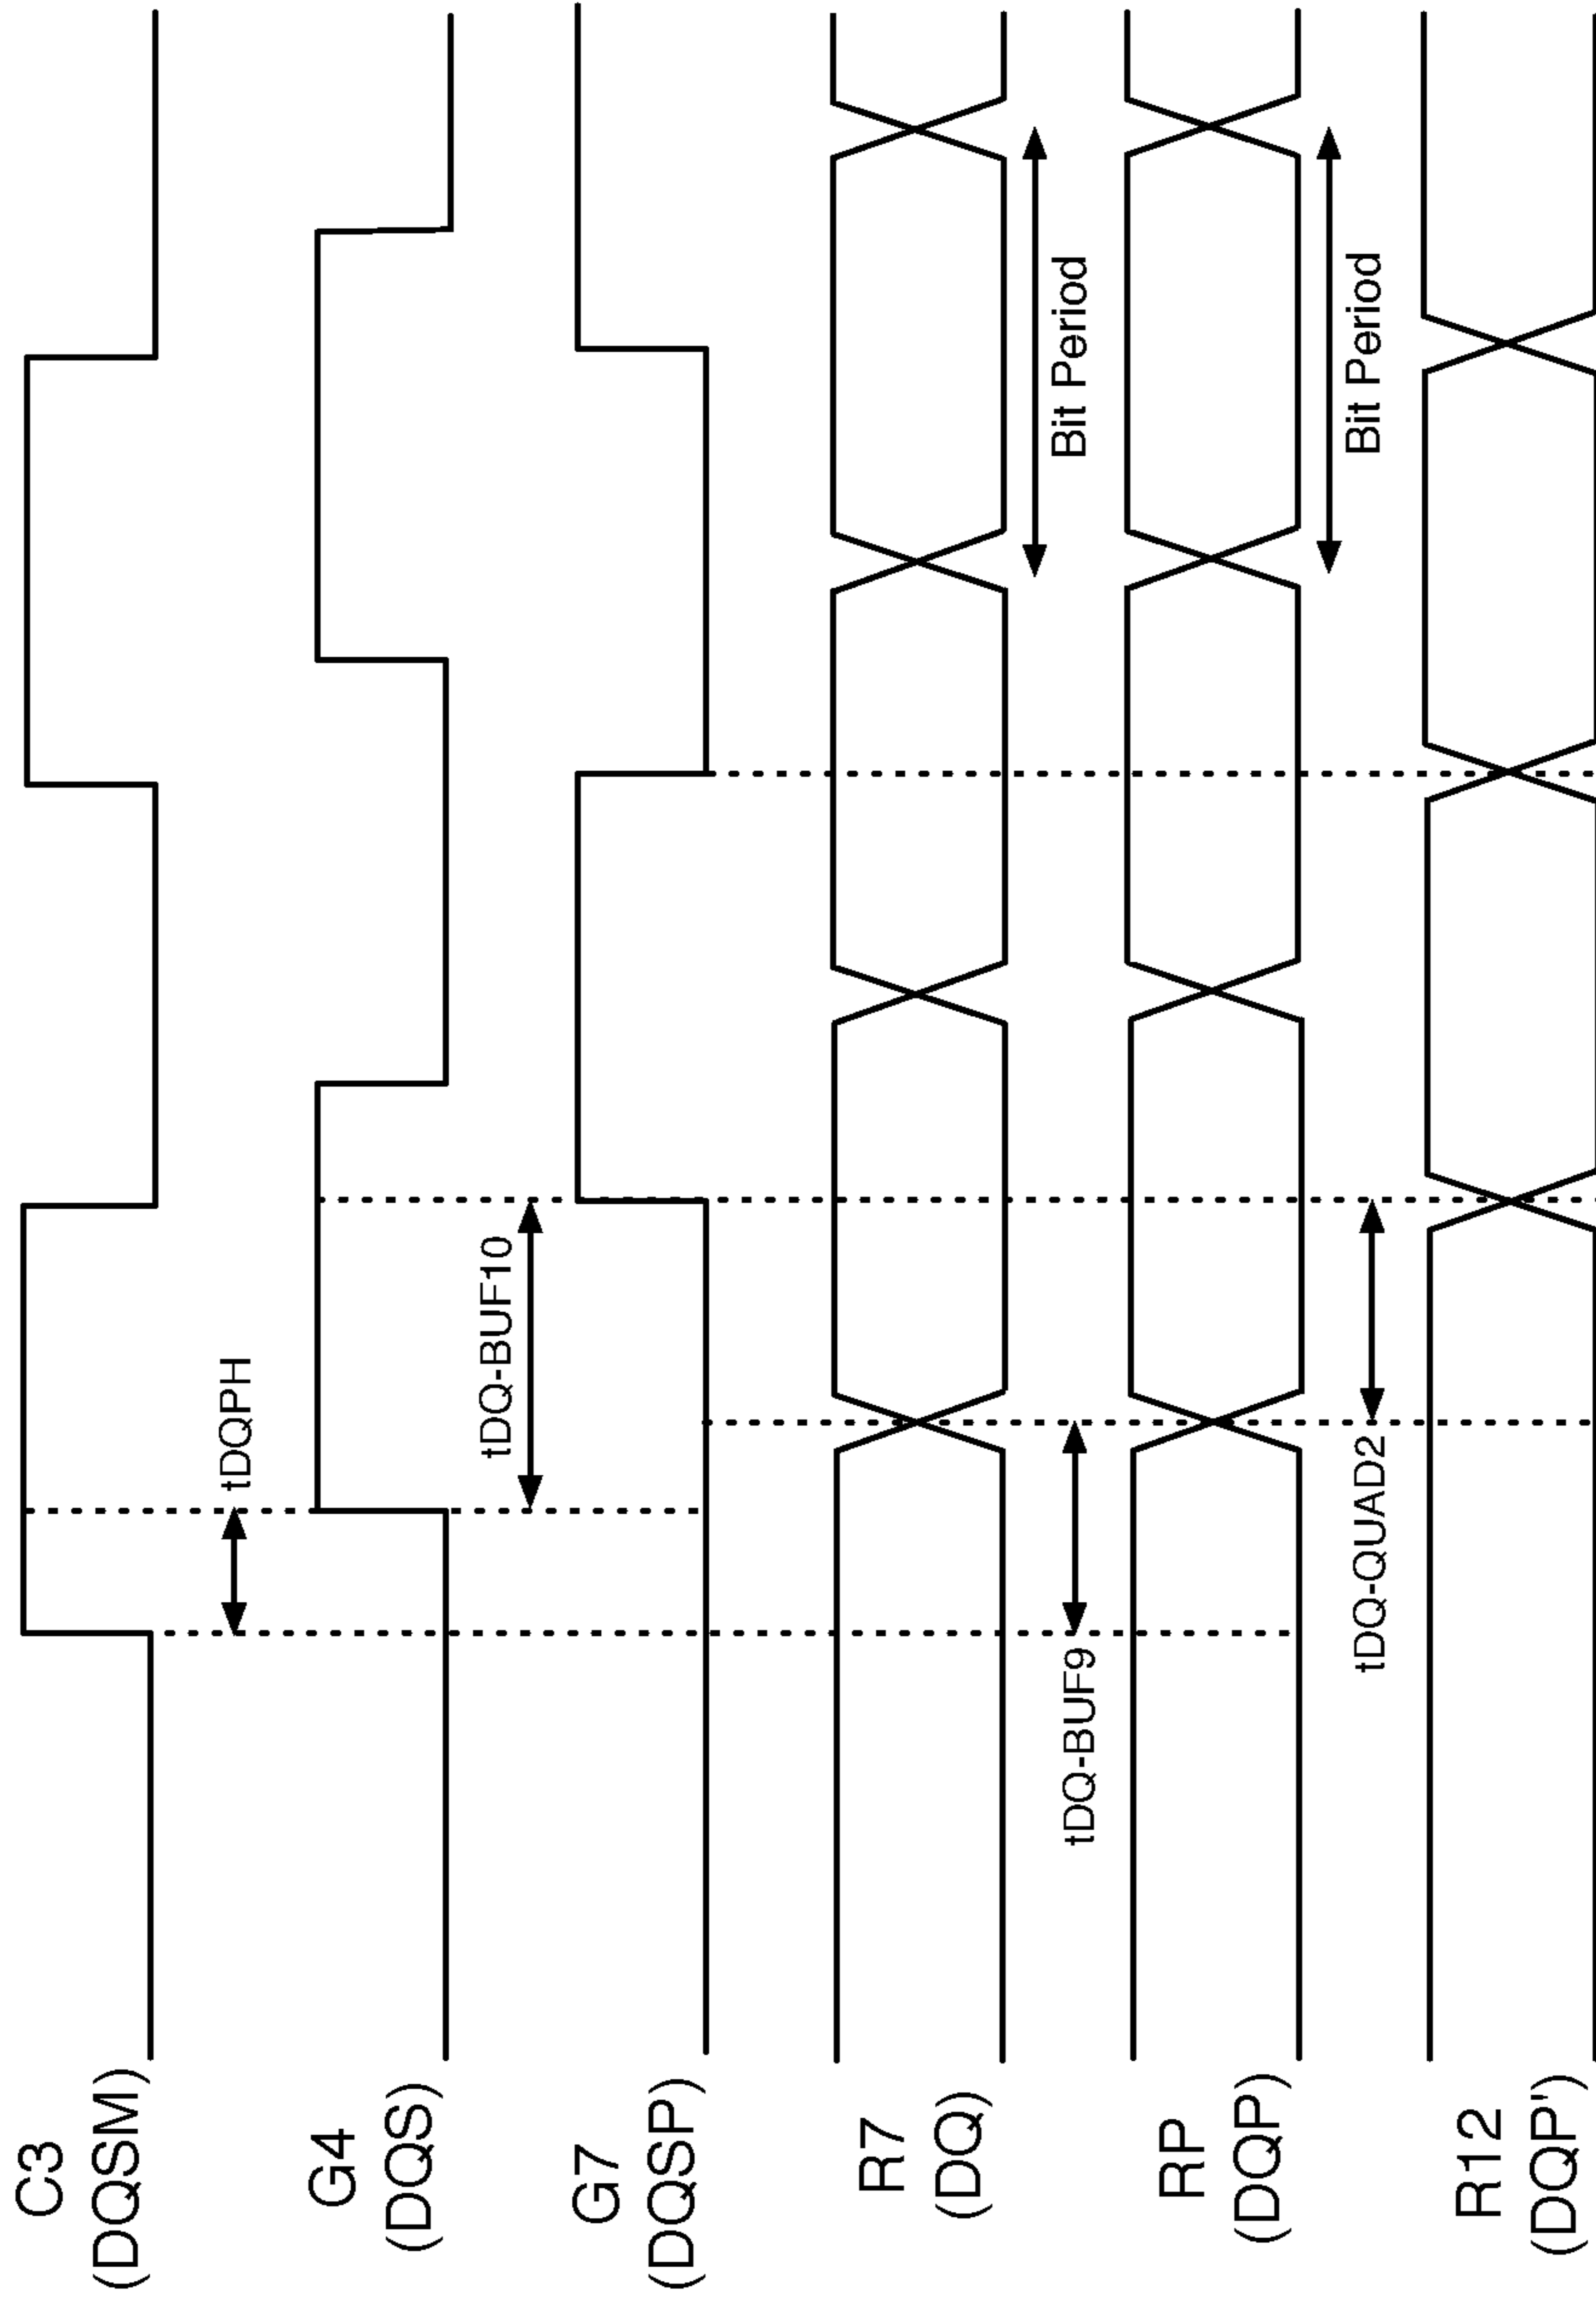 C3
(DQSM)
tDQPH
G4
(DQS)
tDQ-BUF10
G7
(DQSP)
R7
(DQ)
Bit Period
tDQ-BUF9
RP
(DQP)
Bit Period
tDQ-QUAD2
R12
(DQP')